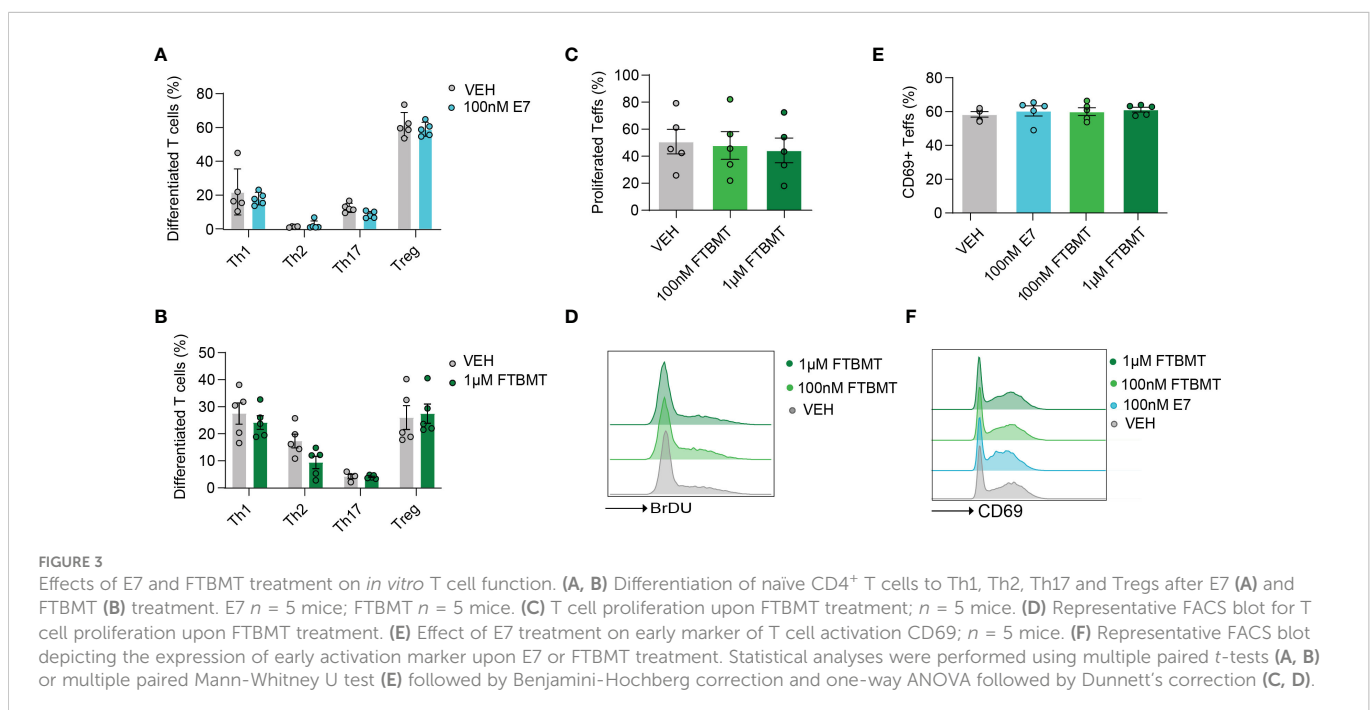 A
Differentiated T cells (%)
80
60
40
20
0
Th1
Th2
Th17
Treg
VEH
100nM E7
C
Proliferated Teffs (%)
100
80
60
40
20
0
VEH
100nM FTBMT
1µM FTBMT
E
CD69+ Teffs (%)
80
60
40
20
0
VEH
100nM E7
100nM FTBMT
1µM FTBMT
B
Differentiated T cells (%)
50
40
30
20
10
0
Th1
Th2
Th17
Treg
VEH
1µM FTBMT
D
1µM FTBMT
100nM FTBMT
VEH
BrDU
F
1µM FTBMT
100nM FTBMT
100nM E7
VEH
CD69
FIGURE 3
Effects of E7 and FTBMT treatment on in vitro T cell function. (A, B) Differentiation of naïve CD4+ T cells to Th1, Th2, Th17 and Tregs after E7 (A) and
FTBMT (B) treatment. E7 n = 5 mice; FTBMT n = 5 mice. (C) T cell proliferation upon FTBMT treatment; n = 5 mice. (D) Representative FACS blot for T
cell proliferation upon FTBMT treatment. (E) Effect of E7 treatment on early marker of T cell activation CD69; n = 5 mice. (F) Representative FACS blot
depicting the expression of early activation marker upon E7 or FTBMT treatment. Statistical analyses were performed using multiple paired t-tests (A, B)
or multiple paired Mann-Whitney U test (E) followed by Benjamini-Hochberg correction and one-way ANOVA followed by Dunnett's correction (C, D).